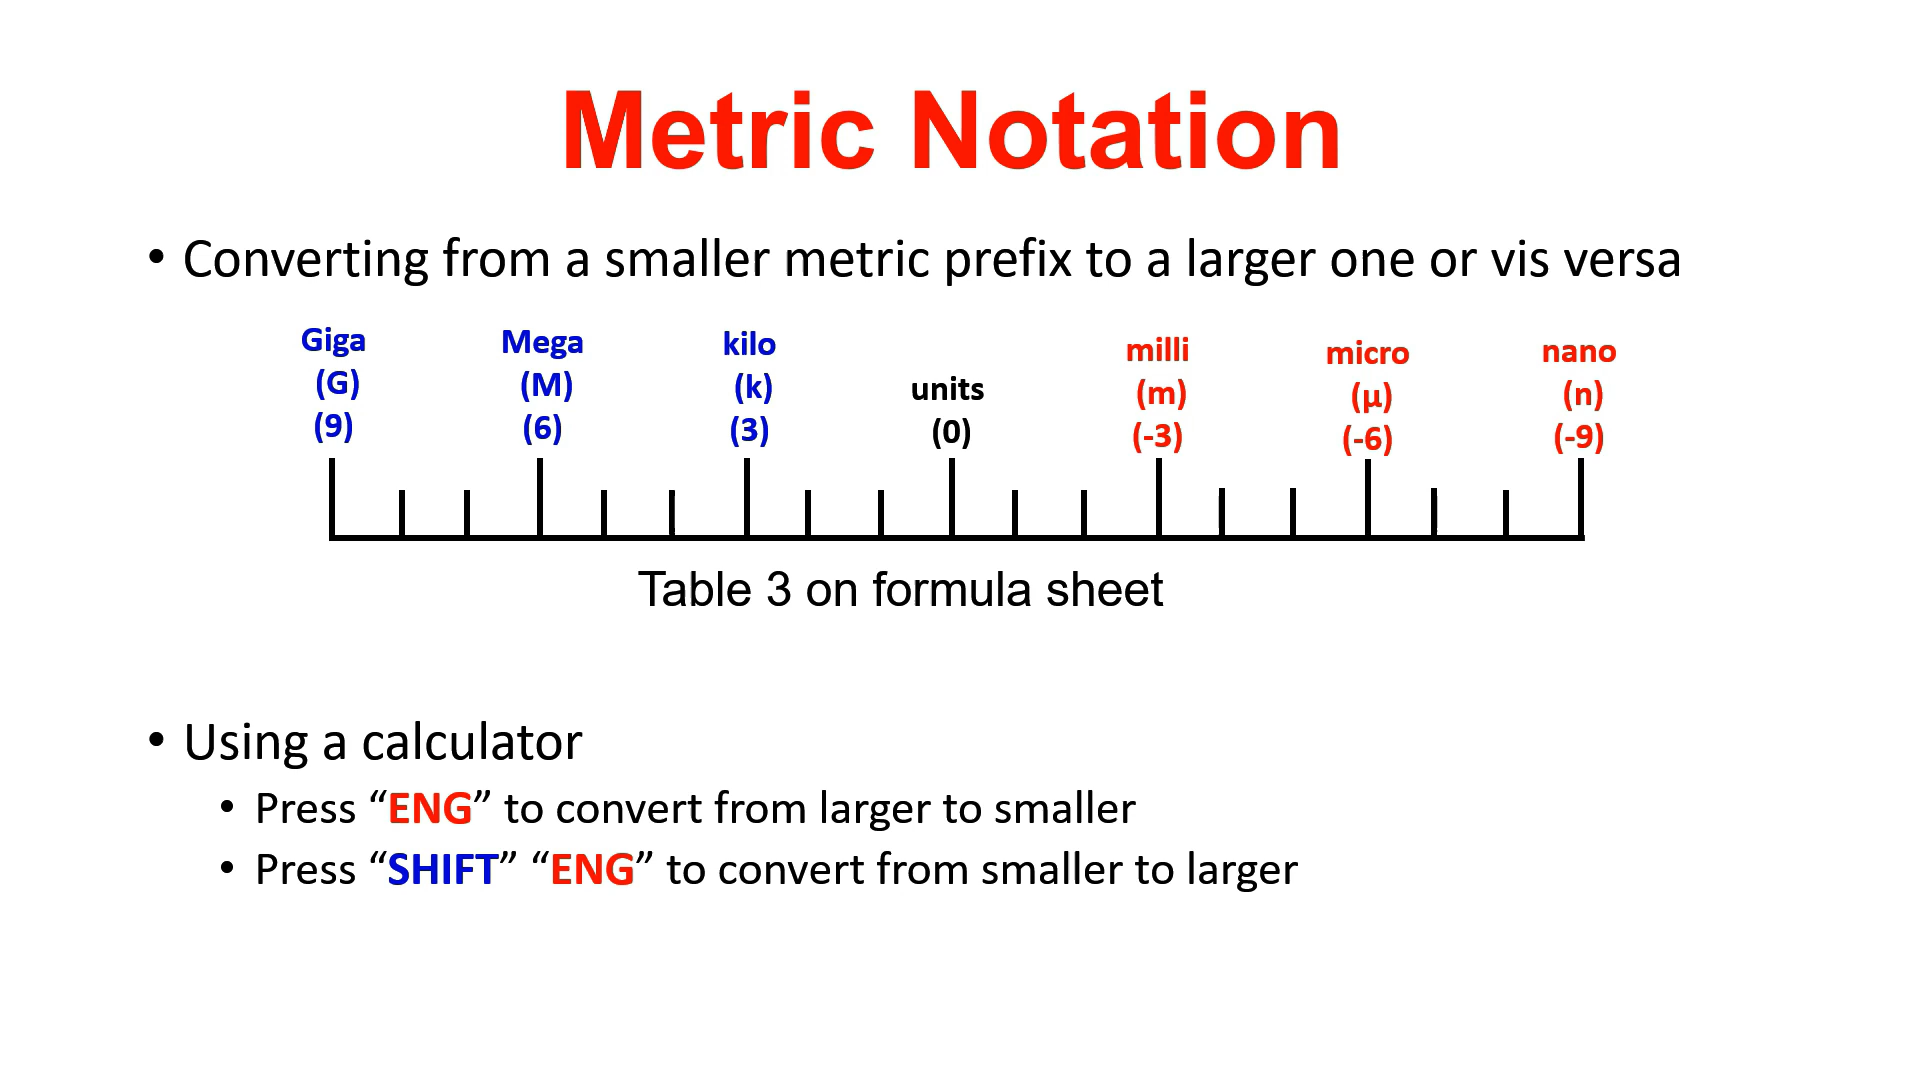 Metric Notation
• Converting from a smaller metric prefix to a larger one or vis versa
Giga Mega kilo units milli micro nano
(G) (M) (k) (0) (m) (µ) (n)
(9) (6) (3) (-3) (-6) (-9)
Table 3 on formula sheet
• Using a calculator
• Press “ENG” to convert from larger to smaller
• Press “SHIFT” “ENG” to convert from smaller to larger